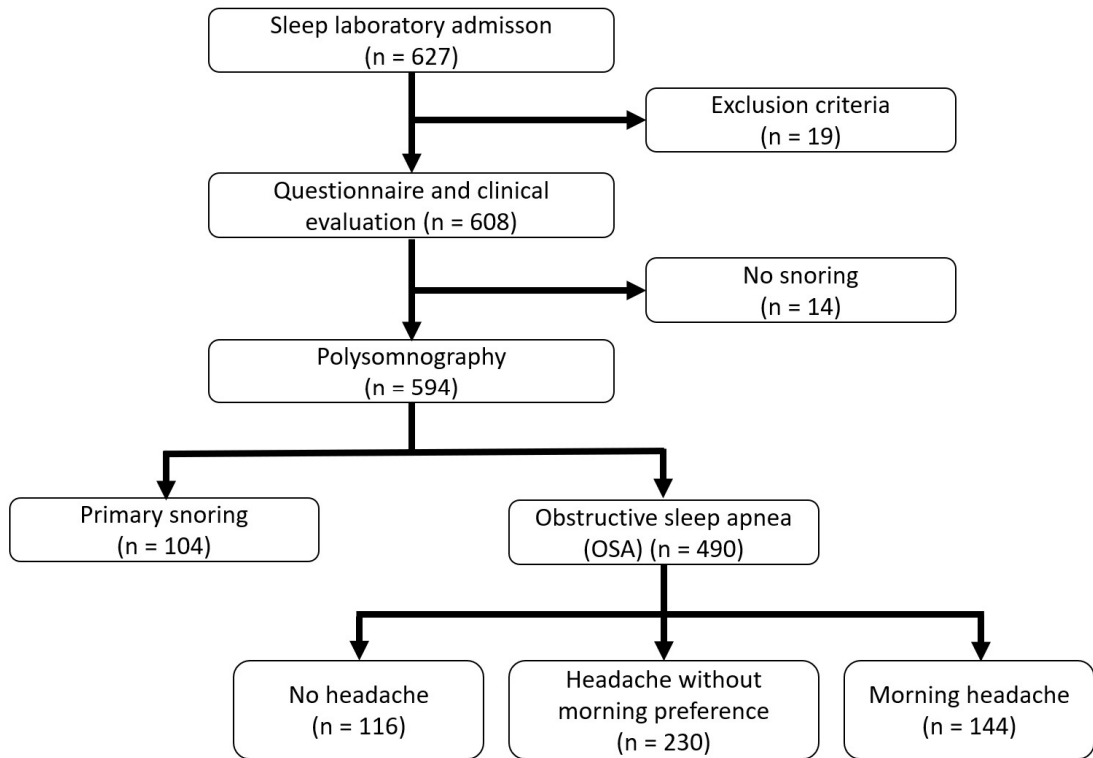 Sleep laboratory admisson
(n = 627)
Exclusion criteria
(n = 19)
Questionnaire and clinical
evaluation (n = 608)
No snoring
(n = 14)
Polysomnography
(n = 594)
Primary snoring
(n = 104)
Obstructive sleep apnea
(OSA) (n = 490)
No headache
(n = 116)
Headache without
morning preference
(n = 230)
Morning headache
(n = 144)